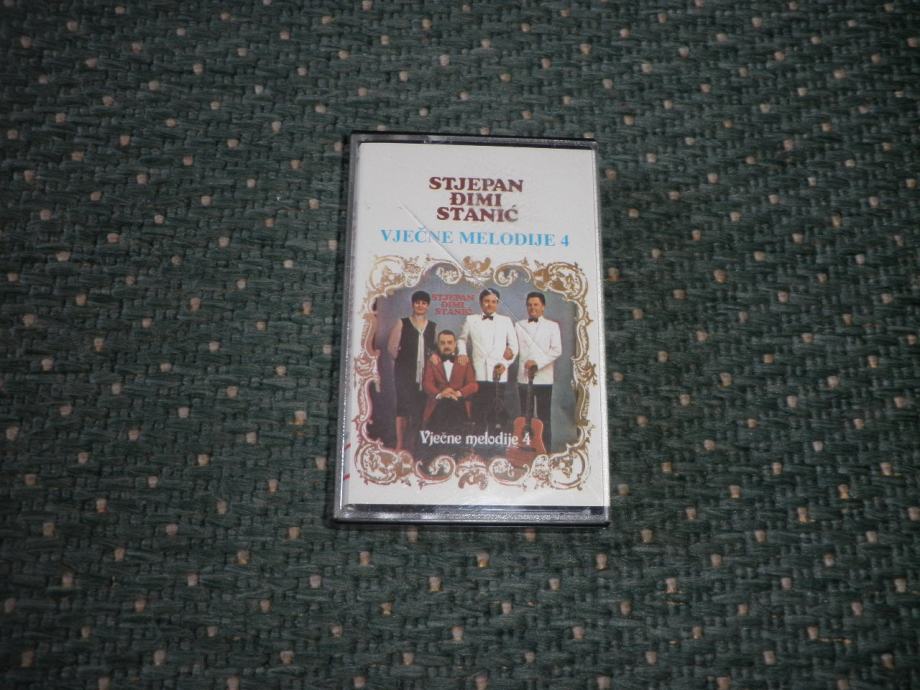 STJEPAN
ĐIMI
STANIĆ
VJEČNE MELODIJE 4
STJEPAN
ĐIMI
STANIĆ
Vječne melodije 4